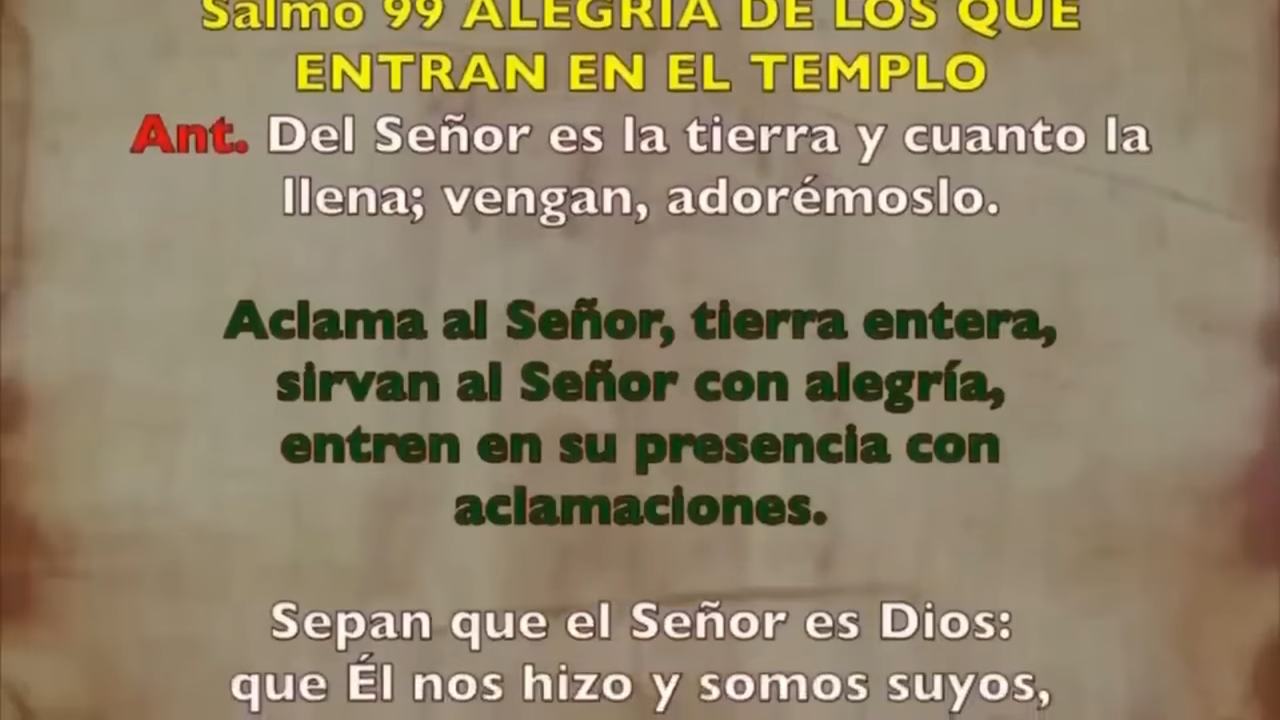 Salmo 99 ALEGRÍA DE LOS QUE
ENTRAN EN EL TEMPLO
Ant. Del Señor es la tierra y cuanto la
llena; vengan, adorémoslo.
Aclama al Señor, tierra entera,
sirvan al Señor con alegría,
entren en su presencia con
aclamaciones.
Sepan que el Señor es Dios:
que Él nos hizo y somos suyos,